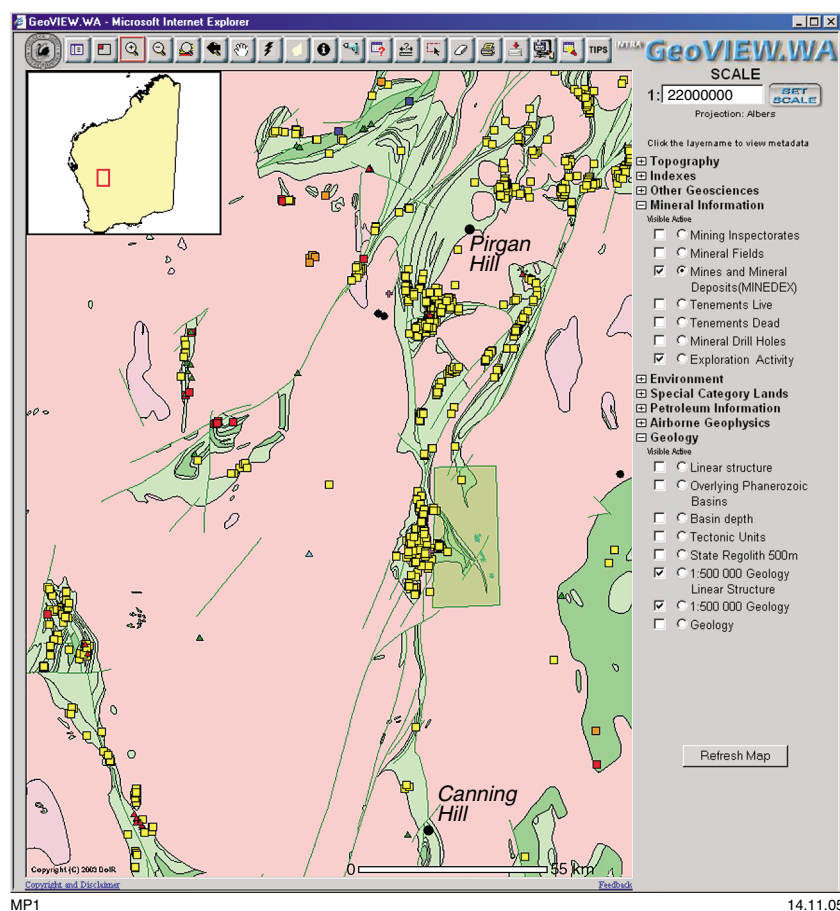 GeoVIEW.WA - Microsoft Internet Explorer
TIPS
GeoVIEW.WA
SCALE
1: 22000000
SET SCALE
Projection: Albers
Click the layername to view metadata
Topography
Indexes
Other Geosciences
Mineral Information
Visible Active
Mining Inspectorates
Mineral Fields
Mines and Mineral
Deposits(MINEDEX)
Tenements Live
Tenements Dead
Mineral Drill Holes
Exploration Activity
Environment
Special Category Lands
Petroleum Information
Airborne Geophysics
Geology
Visible Active
Linear structure
Overlying Phanerozoic
Basins
Basin depth
Tectonic Units
State Regolith 500m
1:500 000 Geology
Linear Structure
1:500 000 Geology
Geology
Refresh Map
Pirgan
Hill
Canning
Hill
0 55 km
Copyright (C) 2003 DoIR
Copyright and Disclaimer
Feedback
MP1
14.11.05